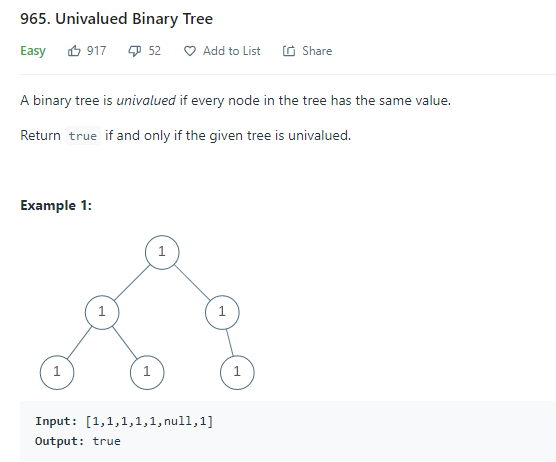 965. Univalued Binary Tree
Easy 917 52 Add to List Share
A binary tree is univalued if every node in the tree has the same value.
Return true if and only if the given tree is univalued.
Example 1:
1
1 1
1 1 1
Input: [1,1,1,1,1,null,1]
Output: true